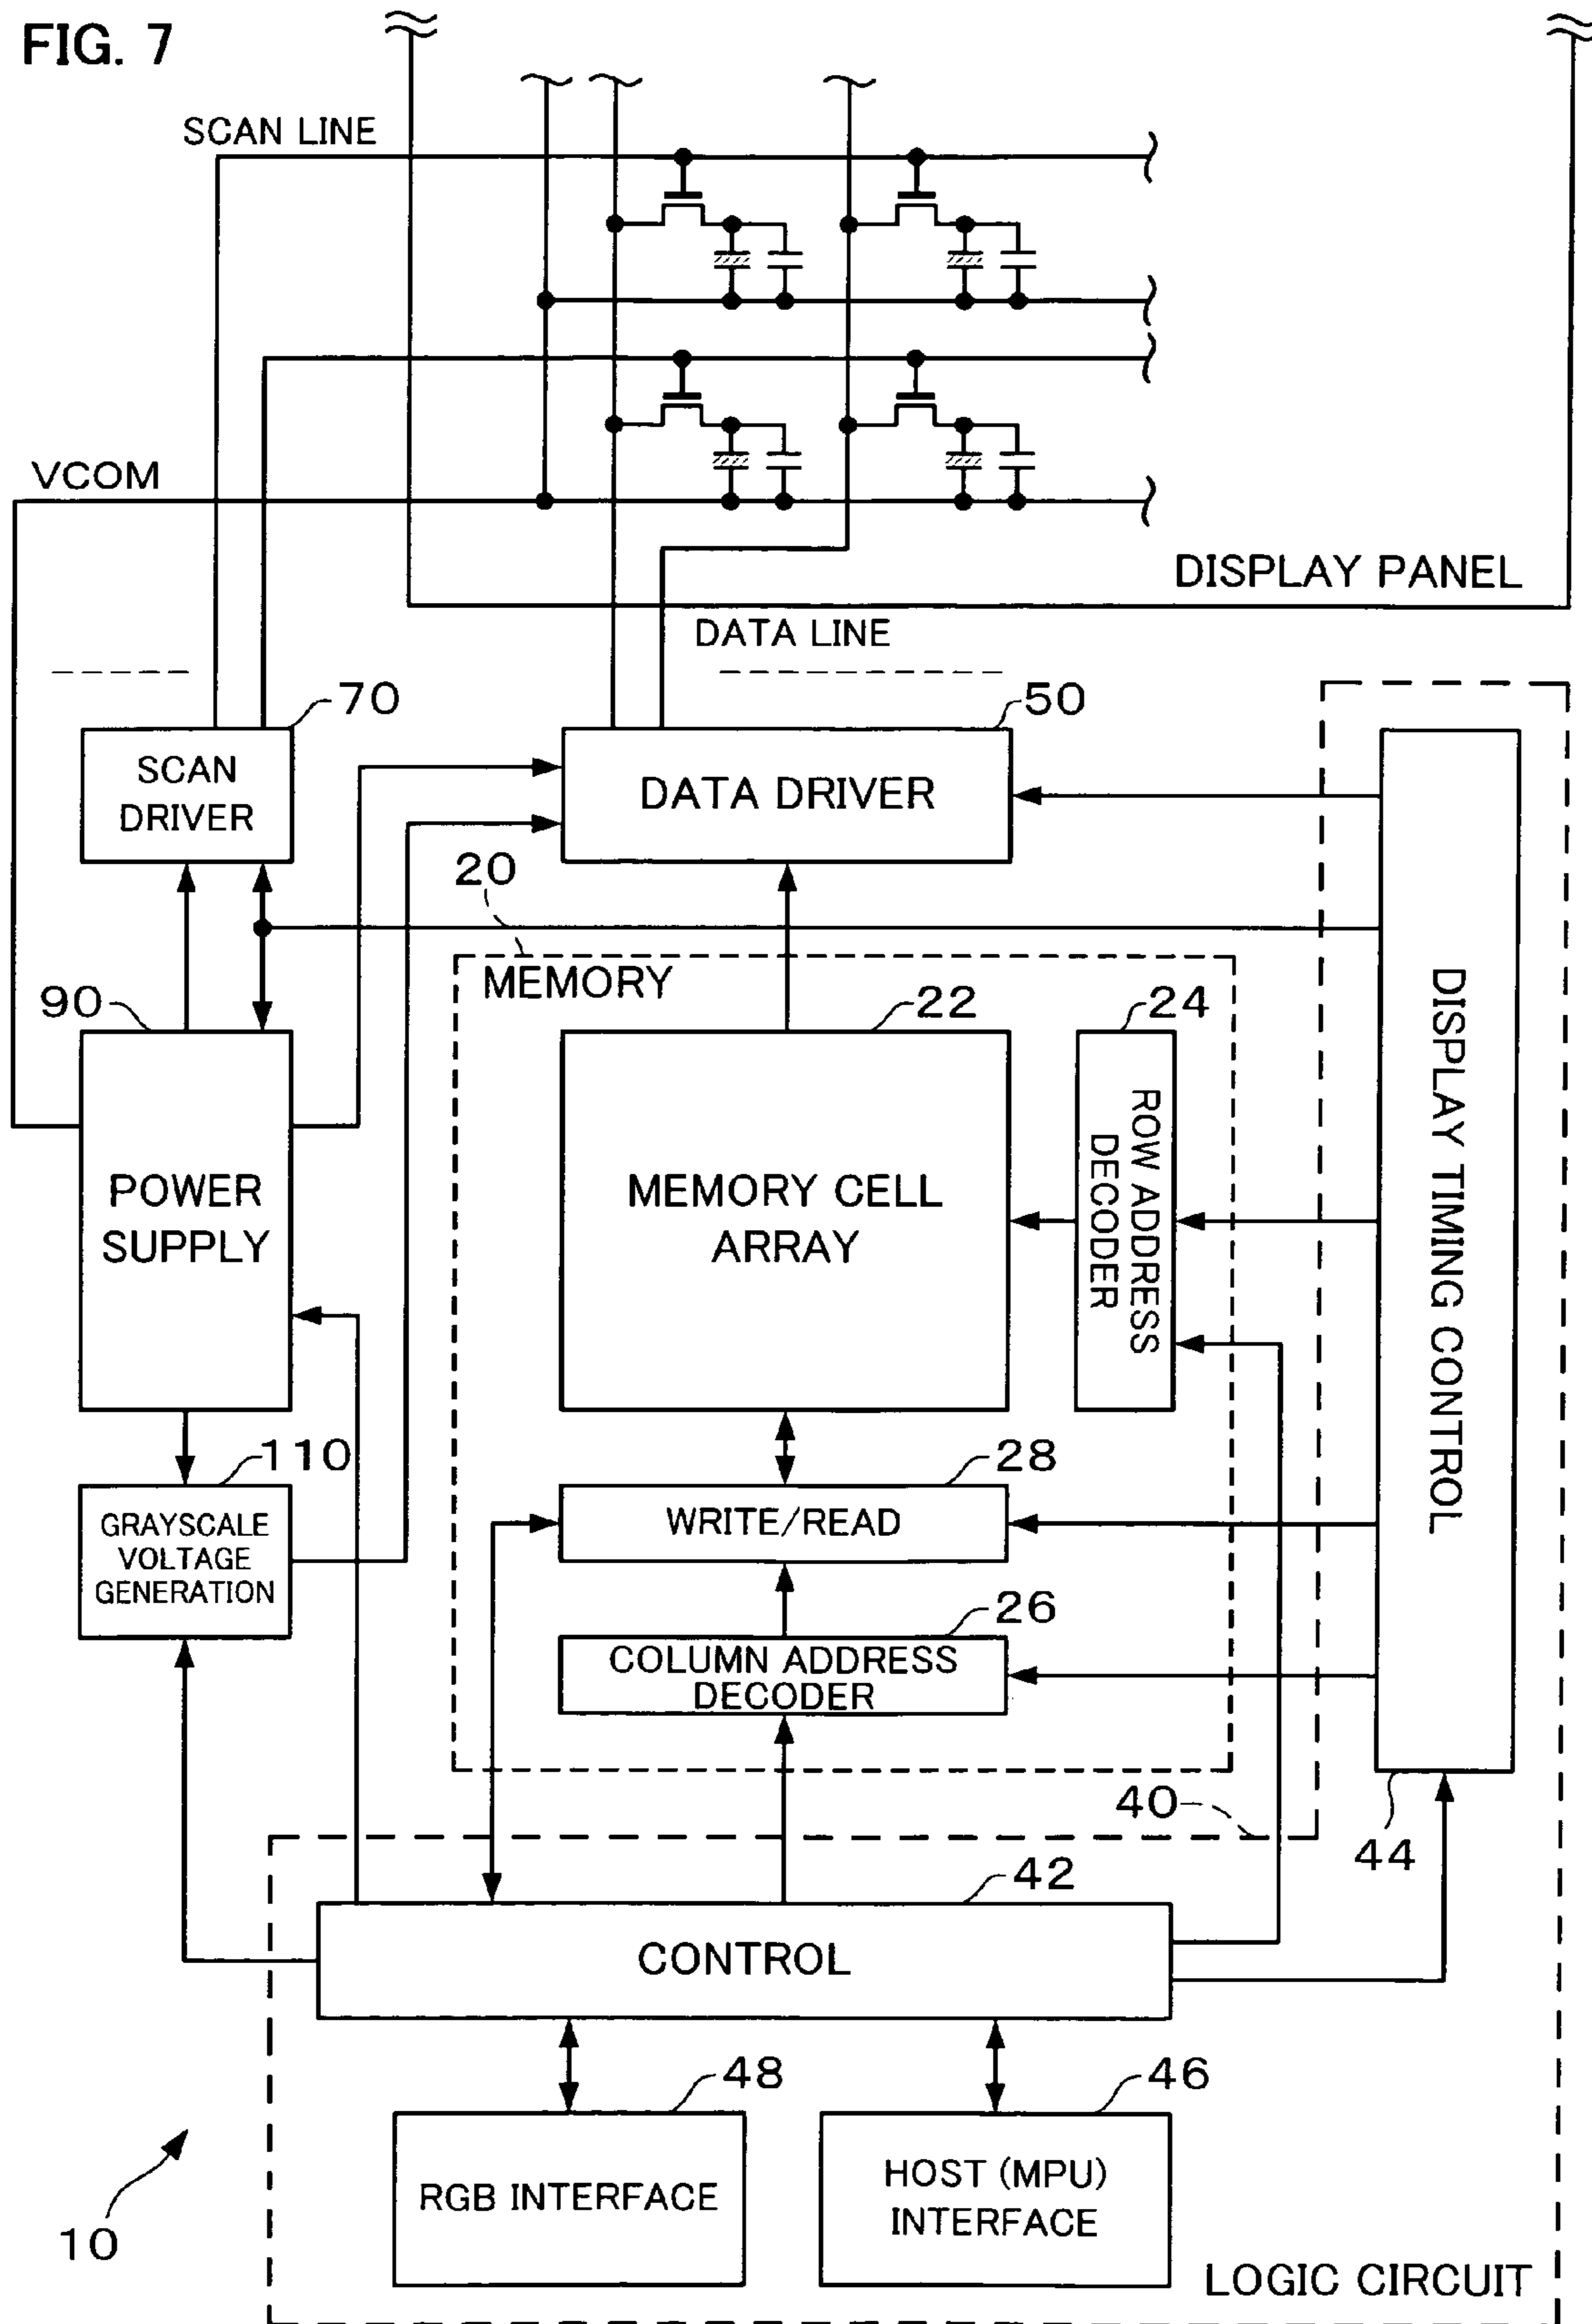 FIG. 7
SCAN LINE
VCOM
DISPLAY PANEL
DATA LINE
70
50
SCAN
DRIVER
DATA DRIVER
20
MEMORY
90
22
24
POWER
SUPPLY
MEMORY CELL
ARRAY
ROW ADDRESS
DECODER
DISPLAY TIMING CONTROL
110
28
GRAYSCALE
VOLTAGE
GENERATION
WRITE/READ
26
COLUMN ADDRESS
DECODER
40
44
42
CONTROL
48
46
RGB INTERFACE
HOST (MPU)
INTERFACE
10
LOGIC CIRCUIT